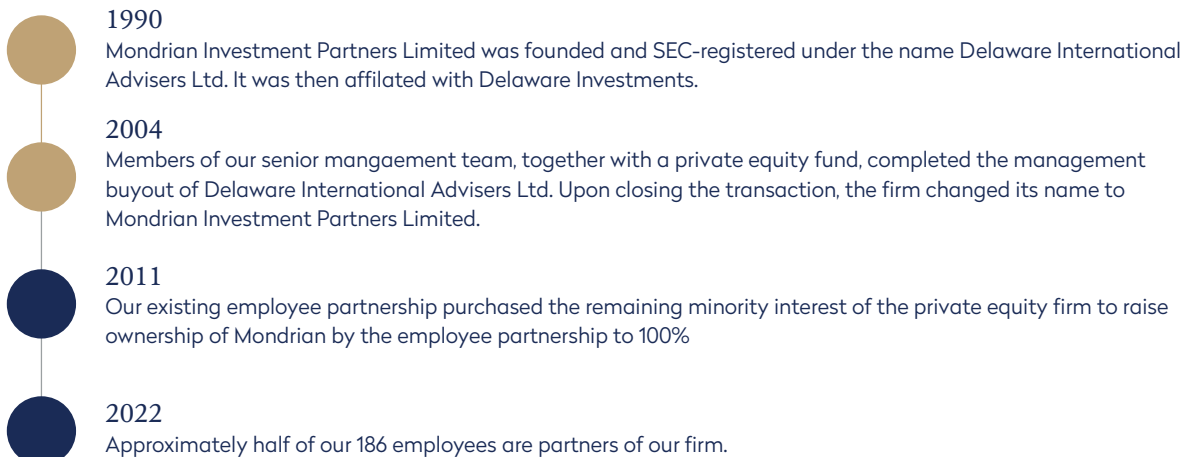 1990
Mondrian Investment Partners Limited was founded and SEC-registered under the name Delaware International
Advisers Ltd. It was then affilated with Delaware Investments.
2004
Members of our senior mangaement team, together with a private equity fund, completed the management
buyout of Delaware International Advisers Ltd. Upon closing the transaction, the firm changed its name to
Mondrian Investment Partners Limited.
2011
Our existing employee partnership purchased the remaining minority interest of the private equity firm to raise
ownership of Mondrian by the employee partnership to 100%
2022
Approximately half of our 186 employees are partners of our firm.